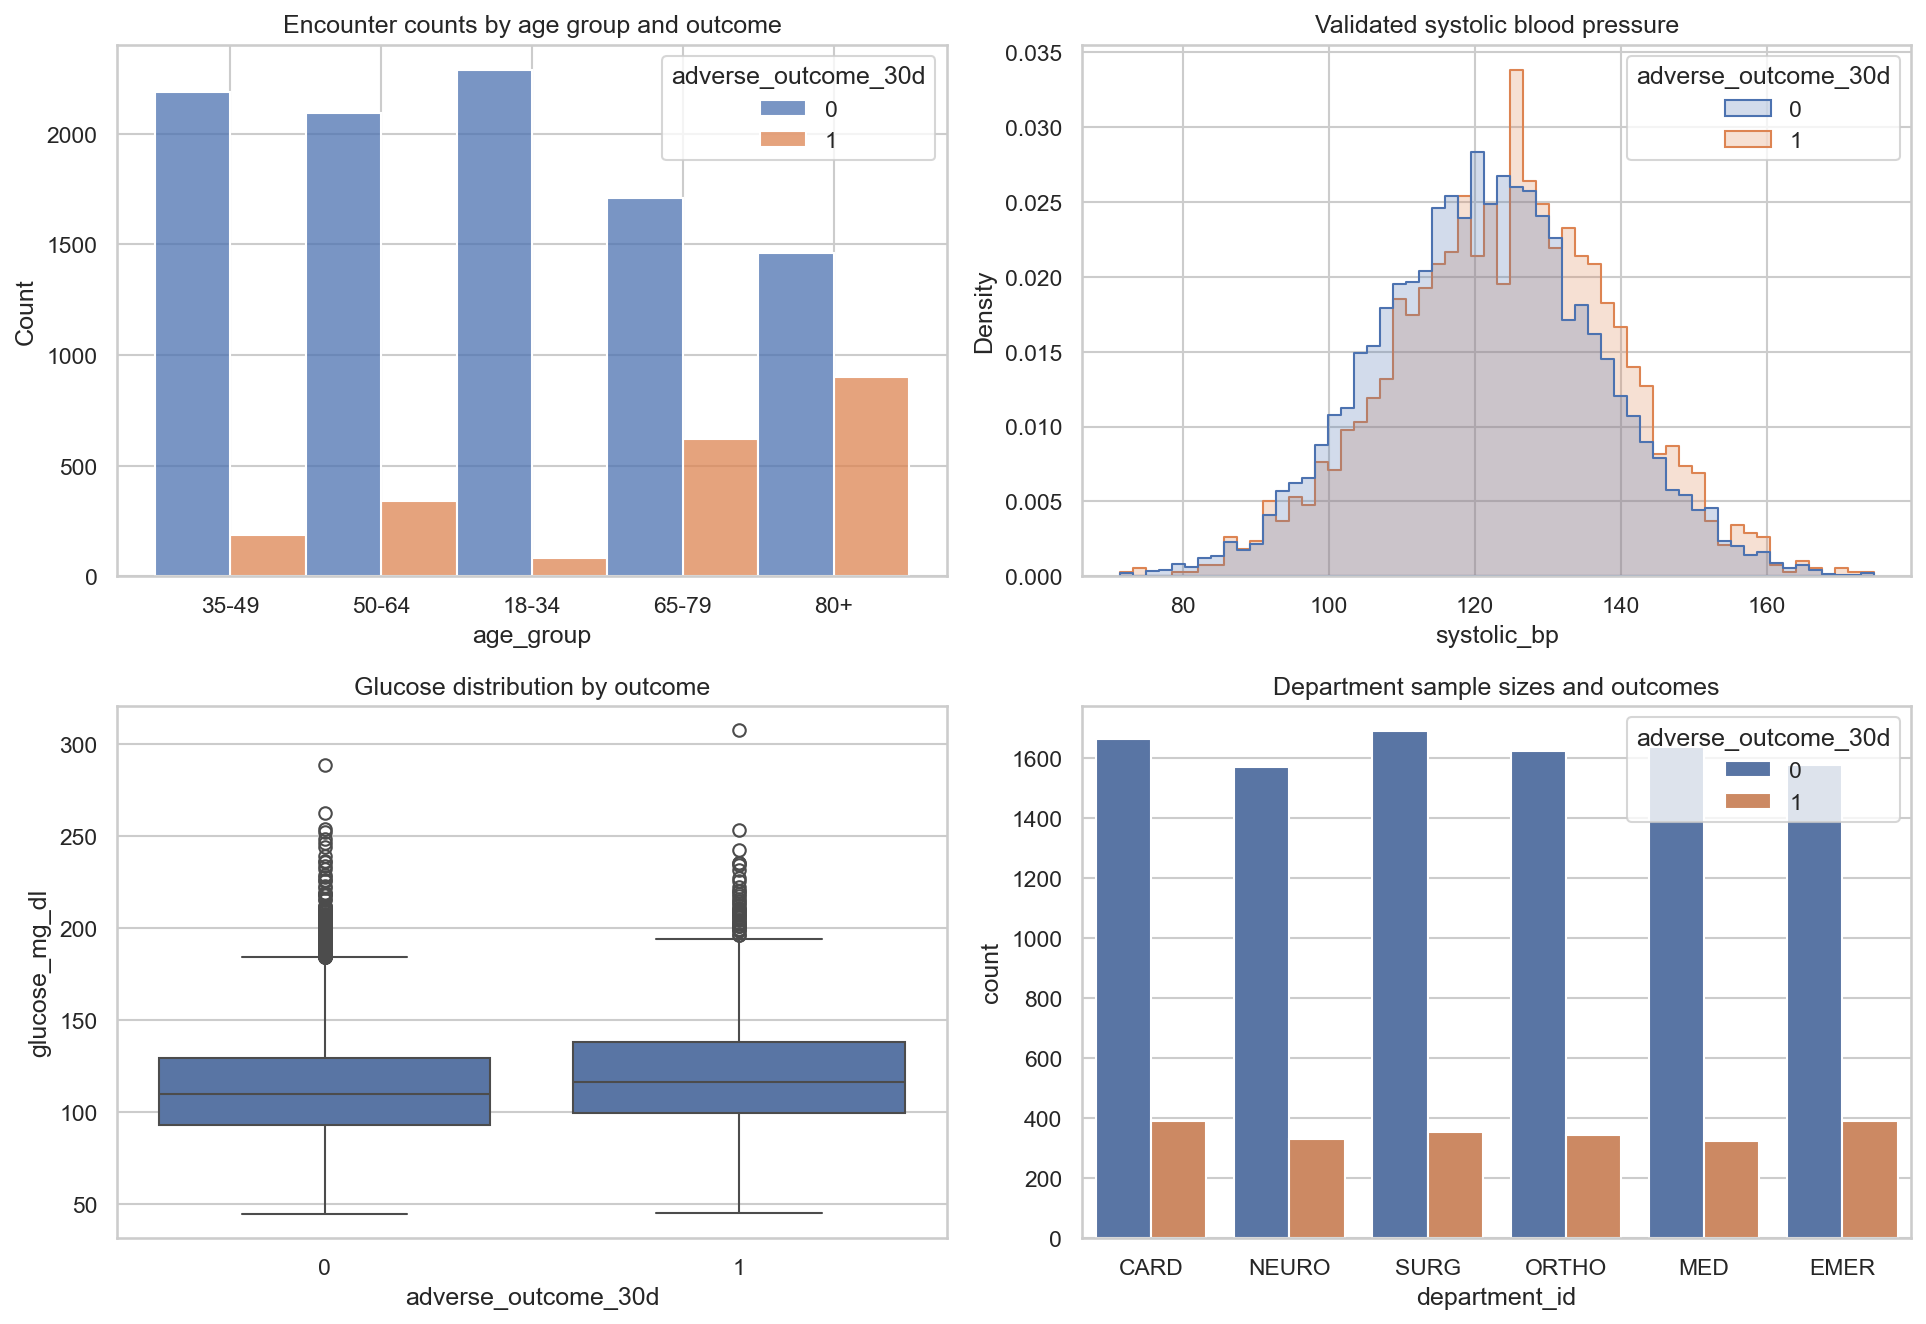 Encounter counts by age group and outcome
adverse_outcome_30d
0
1
2000
1500
1000
500
0
Count
35-49 50-64 18-34 65-79 80+
age_group
Validated systolic blood pressure
adverse_outcome_30d
0
1
0.035
0.030
0.025
0.020
0.015
0.010
0.005
0.000
Density
80 100 120 140 160
systolic_bp
Glucose distribution by outcome
300
250
200
150
100
50
glucose_mg_dl
0 1
adverse_outcome_30d
Department sample sizes and outcomes
adverse_outcome_30d
0
1
1600
1400
1200
1000
800
600
400
200
0
count
CARD NEURO SURG ORTHO MED EMER
department_id